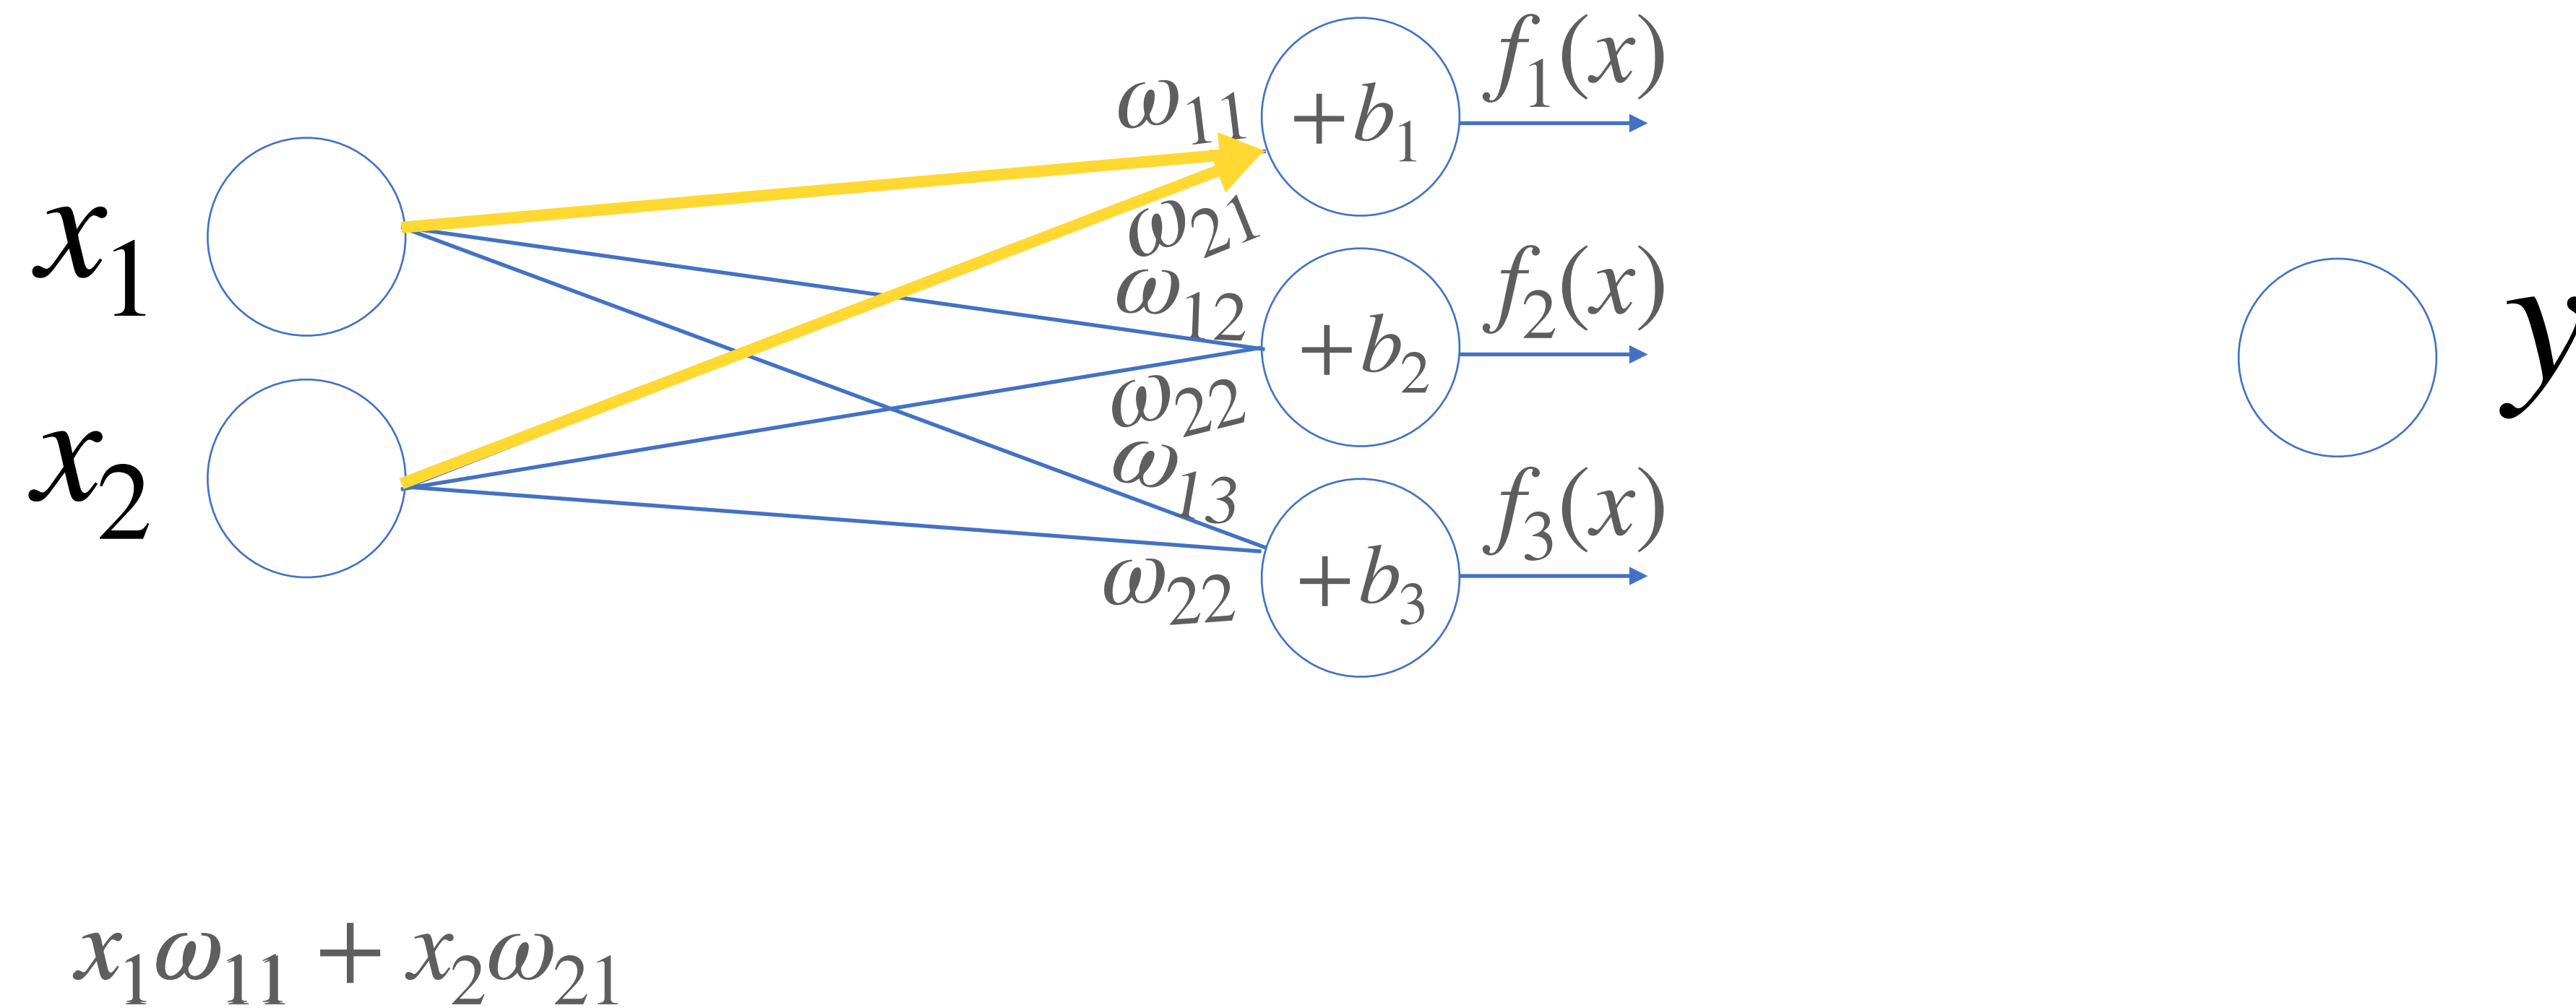 x₁
x₂
ω₁₁
ω₂₁
ω₁₂
ω₂₂
ω₁₃
ω₂₂
+b₁
+b₂
+b₃
f₁(x)
f₂(x)
f₃(x)
y
x₁ω₁₁ + x₂ω₂₁